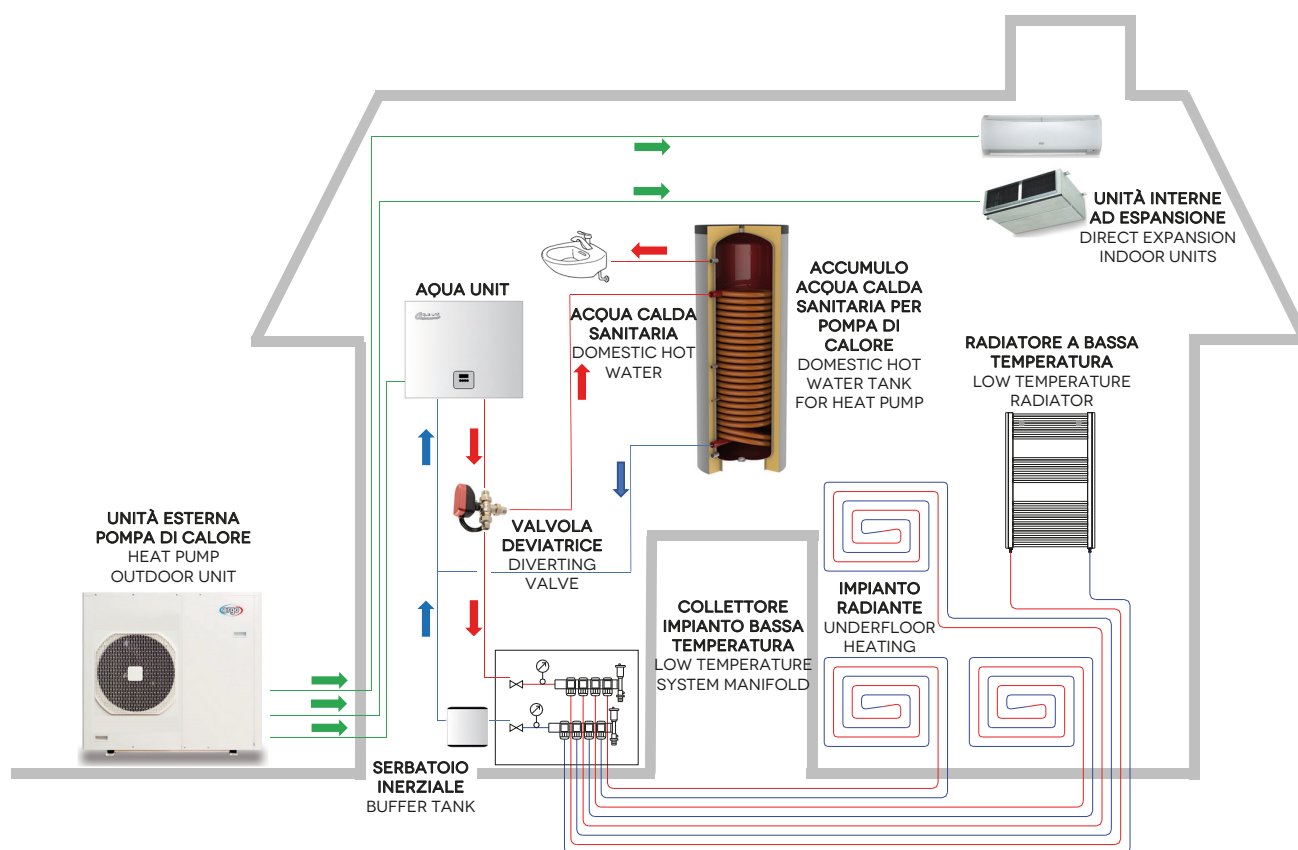 UNITÀ INTERNE
AD ESPANSIONE
DIRECT EXPANSION
INDOOR UNITS
AQUA UNIT
ACQUA CALDA
SANITARIA
DOMESTIC HOT
WATER
ACCUMULO
ACQUA CALDA
SANITARIA PER
POMPA DI
CALORE
DOMESTIC HOT
WATER TANK
FOR HEAT PUMP
RADIATORE A BASSA
TEMPERATURA
LOW TEMPERATURE
RADIATOR
UNITÀ ESTERNA
POMPA DI CALORE
HEAT PUMP
OUTDOOR UNIT
argo
VALVOLA
DEVIATRICE
DIVERTING
VALVE
COLLETTORE
IMPIANTO BASSA
TEMPERATURA
LOW TEMPERATURE
SYSTEM MANIFOLD
IMPIANTO
RADIANTE
UNDERFLOOR
HEATING
SERBATOIO
INERZIALE
BUFFER TANK